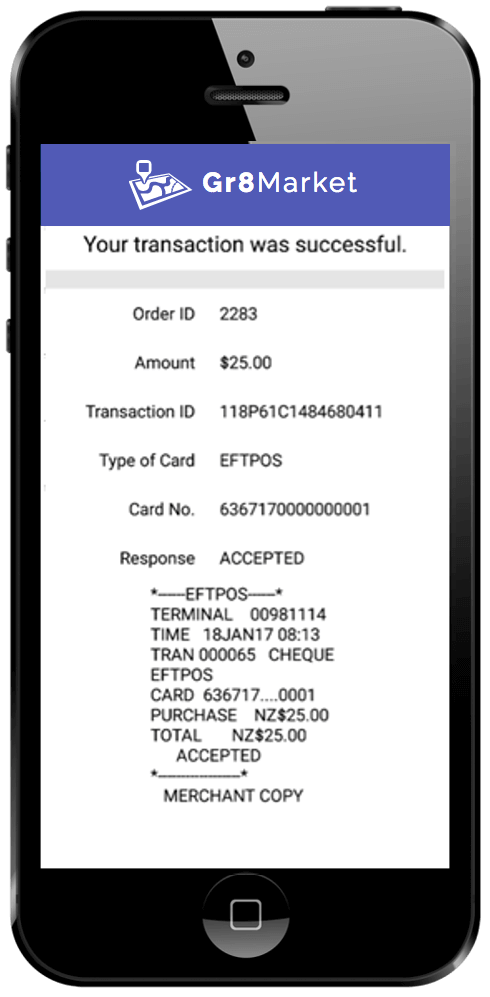 Gr8Market
Your transaction was successful.
Order ID 2283
Amount $25.00
Transaction ID 118P61C1484680411
Type of Card EFTPOS
Card No. 6367170000000001
Response ACCEPTED
*-----EFTPOS-----*
TERMINAL 00981114
TIME 18JAN17 08:13
TRAN 000065 CHEQUE
EFTPOS
CARD 636717....0001
PURCHASE NZ$25.00
TOTAL NZ$25.00
ACCEPTED
*------------------*
MERCHANT COPY